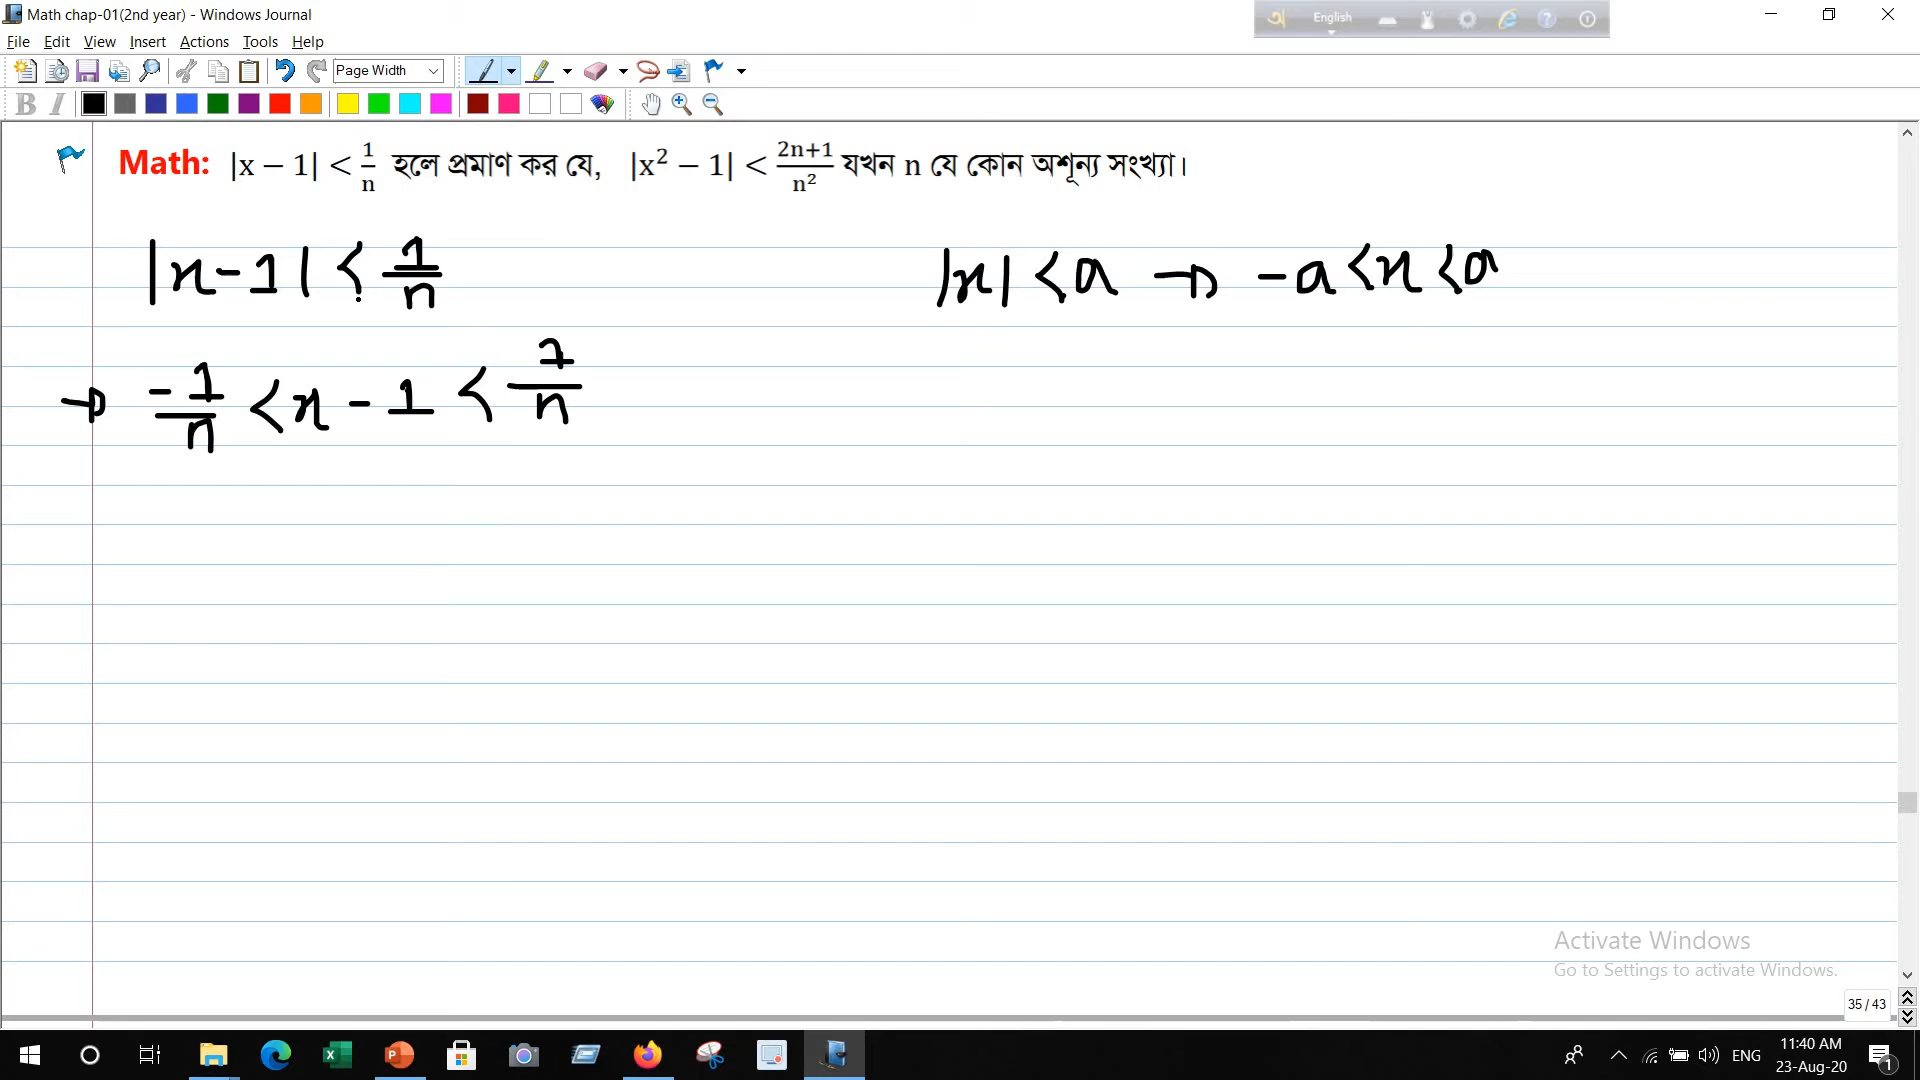 Math chap-01(2nd year) - Windows Journal
English
File Edit View Insert Actions Tools Help
Page Width
B I
Math: |x − 1| < 1/n হলে প্রমাণ কর যে, |x² − 1| < 2n+1/n² যখন n যে কোন অশূন্য সংখ্যা।
|x-1| < 1/n
|x| < a → -a < x < a
→ -1/n < x - 1 < 1/n
Activate Windows
Go to Settings to activate Windows.
35 / 43
ENG
11:40 AM
23-Aug-20
1